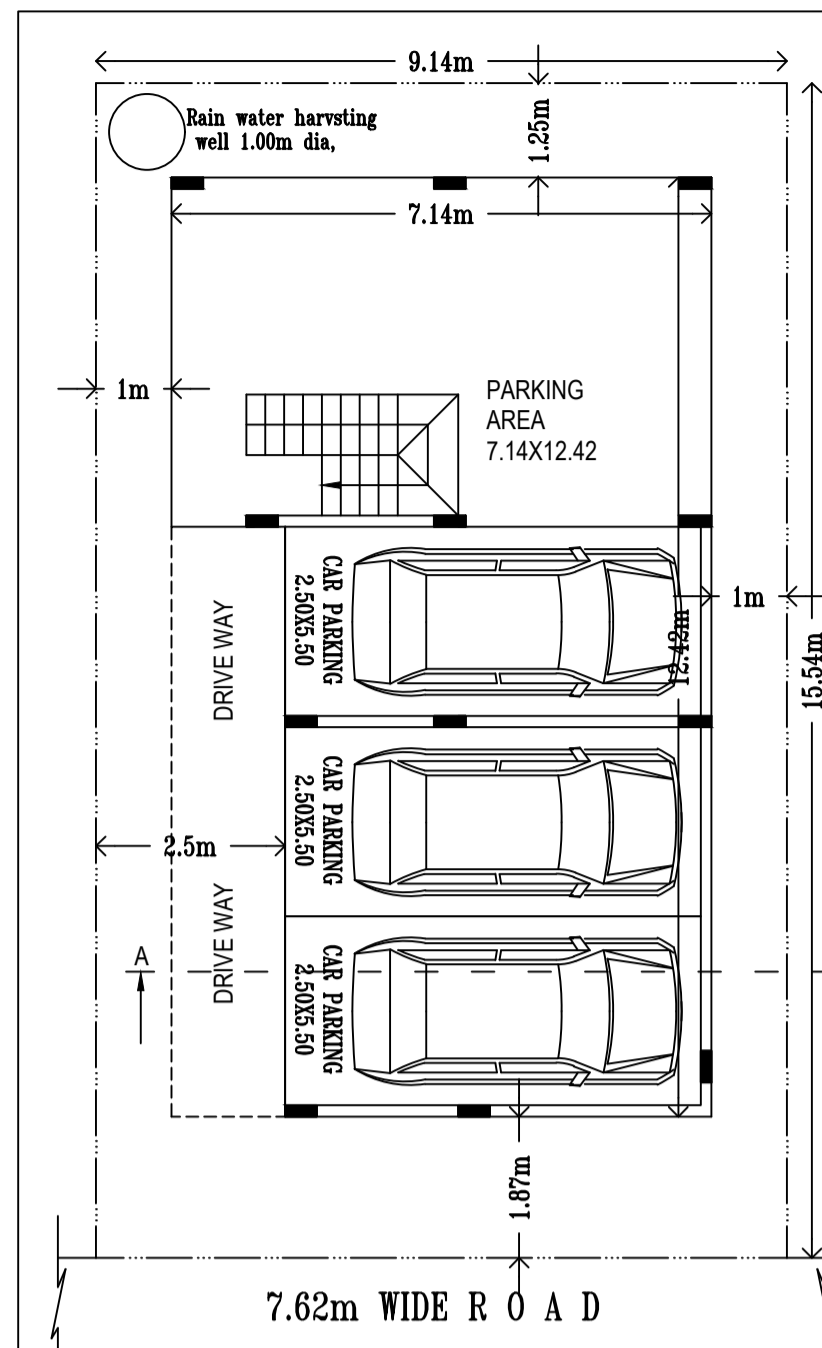 9.14m
Rain water harvsting
well 1.00m dia,
1.25m
7.14m
1m
PARKING
AREA
7.14X12.42
CAR PARKING
2.50X5.50
DRIVE WAY
12.42m
1m
15.54m
CAR PARKING
2.50X5.50
2.5m
DRIVE WAY
CAR PARKING
2.50X5.50
A
1.87m
7.62m WIDE R O A D